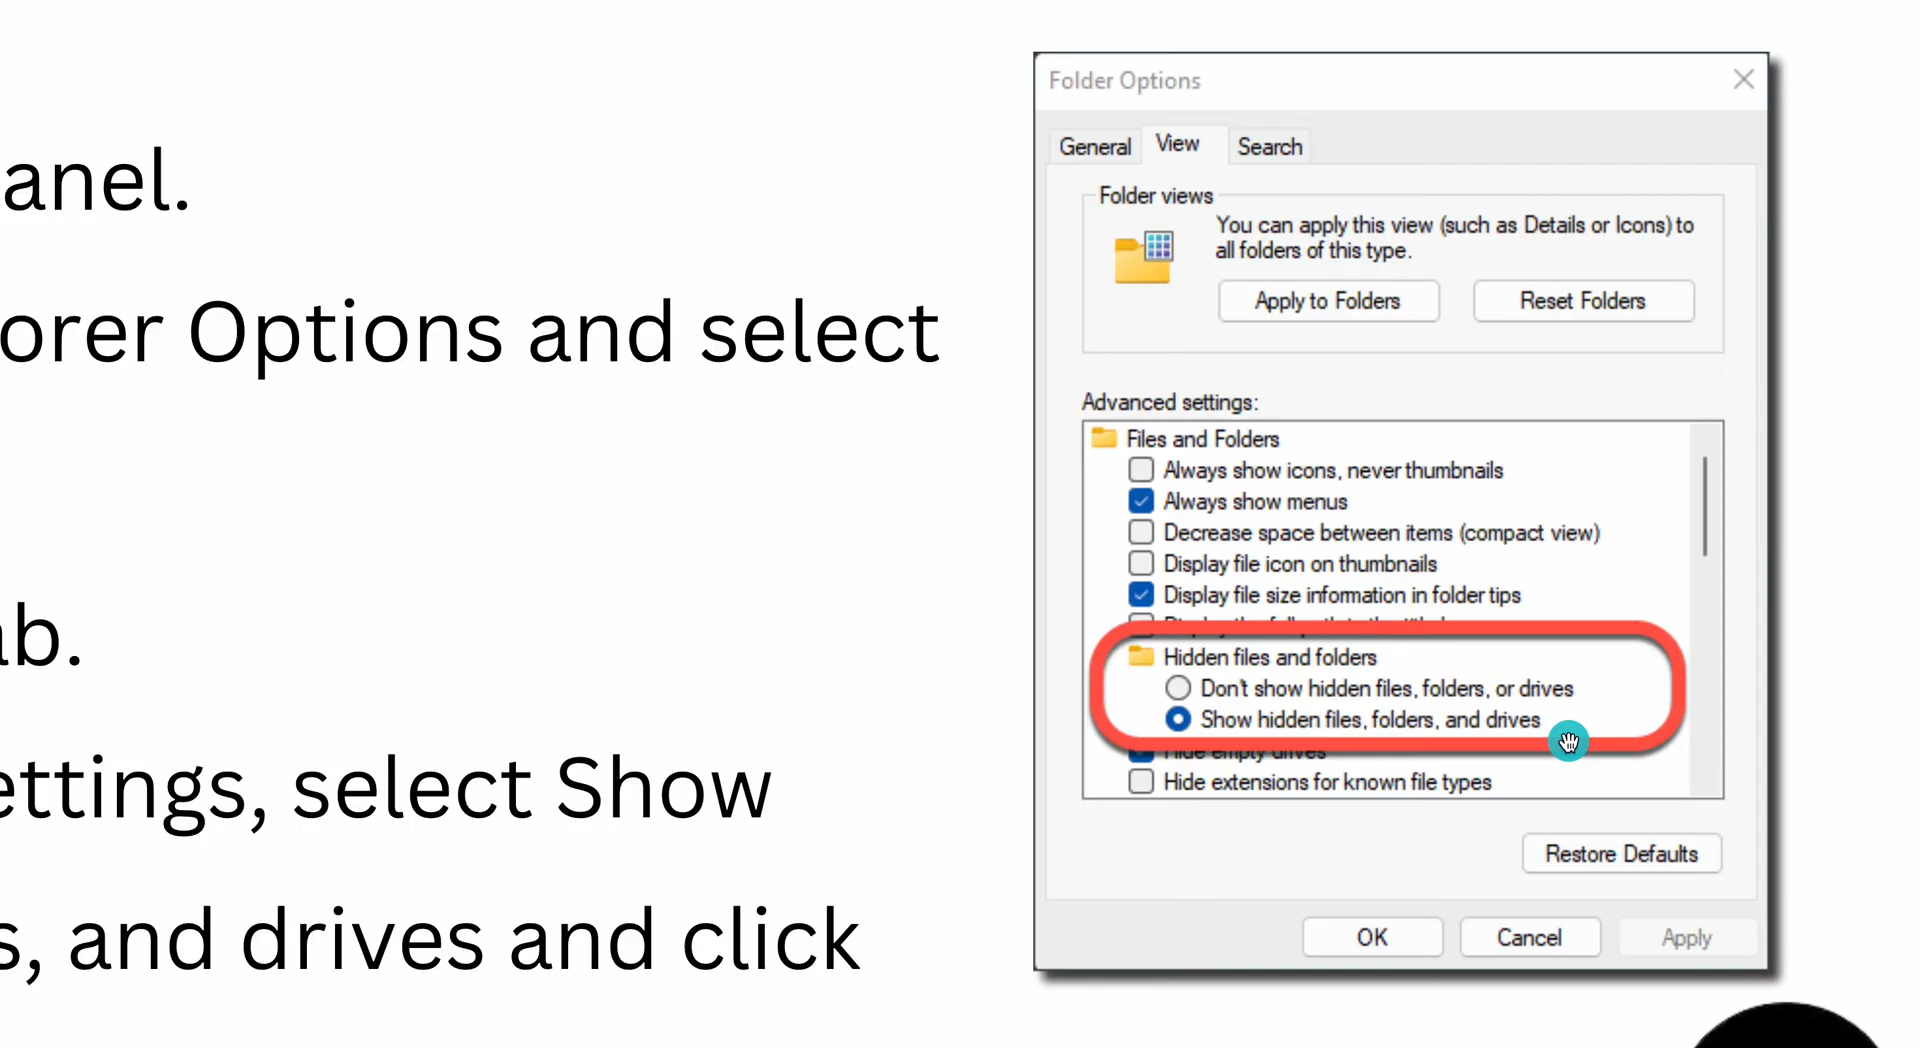 anel.
orer Options and select
ab.
ettings, select Show
s, and drives and click
Folder Options
General View Search
Folder views
You can apply this view (such as Details or Icons) to
all folders of this type.
Apply to Folders Reset Folders
Advanced settings:
Files and Folders
Always show icons, never thumbnails
Always show menus
Decrease space between items (compact view)
Display file icon on thumbnails
Display file size information in folder tips
Hidden files and folders
Don't show hidden files, folders, or drives
Show hidden files, folders, and drives
Hide empty drives
Hide extensions for known file types
Restore Defaults
OK Cancel Apply